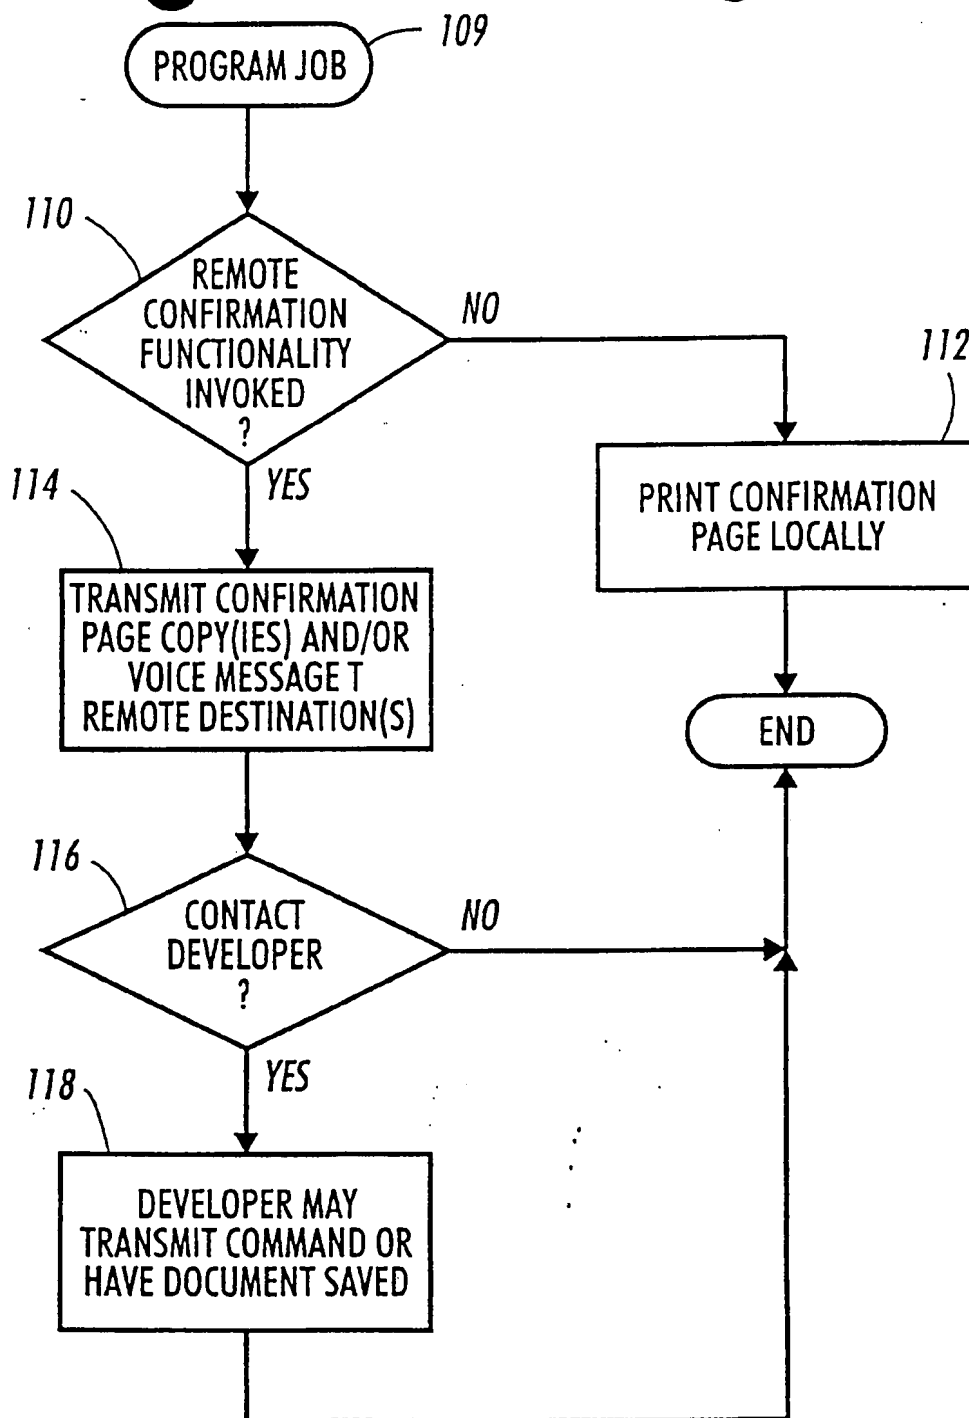 109
PROGRAM JOB
110
REMOTE
CONFIRMATION
FUNCTIONALITY
INVOKED
?
NO
112
YES
PRINT CONFIRMATION
PAGE LOCALLY
114
TRANSMIT CONFIRMATION
PAGE COPY(IES) AND/OR
VOICE MESSAGE T
REMOTE DESTINATION(S)
END
116
CONTACT
DEVELOPER
?
NO
YES
118
DEVELOPER MAY
TRANSMIT COMMAND OR
HAVE DOCUMENT SAVED